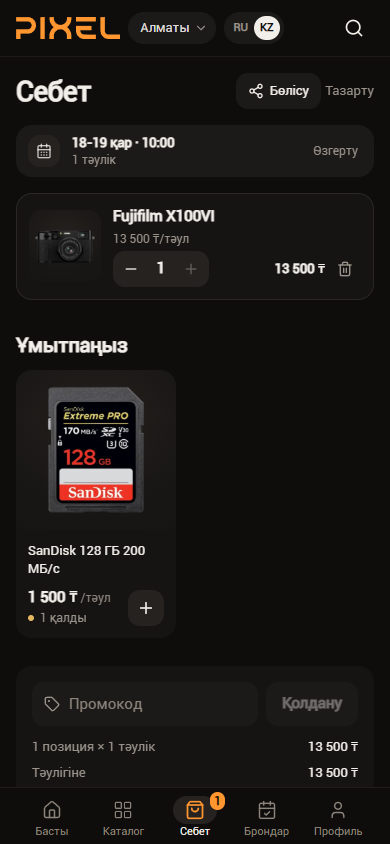 PIXEL
Алматы
RU
KZ
Себет
Бөлісу
Тазарту
18-19 қар · 10:00
1 тәулік
Өзгерту
Fujifilm X100VI
13 500 ₸/тәул
1
13 500 ₸
Ұмытпаңыз
SanDisk
Extreme PRO
170 MB/s
SDXC
V30
U3
128 GB
SanDisk
SanDisk 128 ГБ 200
МБ/с
1 500 ₸ /тәул
1 қалды
Промокод
Қолдану
1 позиция × 1 тәулік
13 500 ₸
Тәулігіне
13 500 ₸
1
Басты
Каталог
Себет
Брондар
Профиль